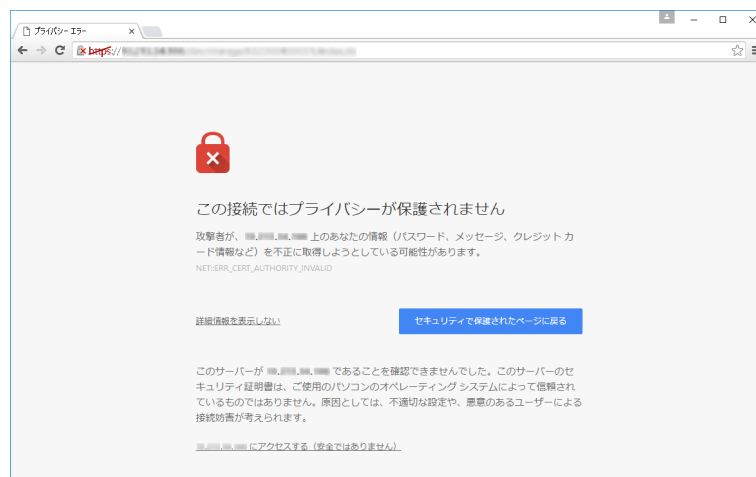 プライバシー エラー
https://
この接続ではプライバシーが保護されません
攻撃者が、 上のあなたの情報（パスワード、メッセージ、クレジット カ
ード情報など）を不正に取得しようとしている可能性があります。
NET::ERR_CERT_AUTHORITY_INVALID
詳細情報を表示しない
セキュリティで保護されたページに戻る
このサーバーが であることを確認できませんでした。このサーバーのセ
キュリティ証明書は、ご使用のパソコンのオペレーティング システムによって信頼され
ているものではありません。原因としては、不適切な設定や、悪意のあるユーザーによる
接続妨害が考えられます。
にアクセスする（安全ではありません）